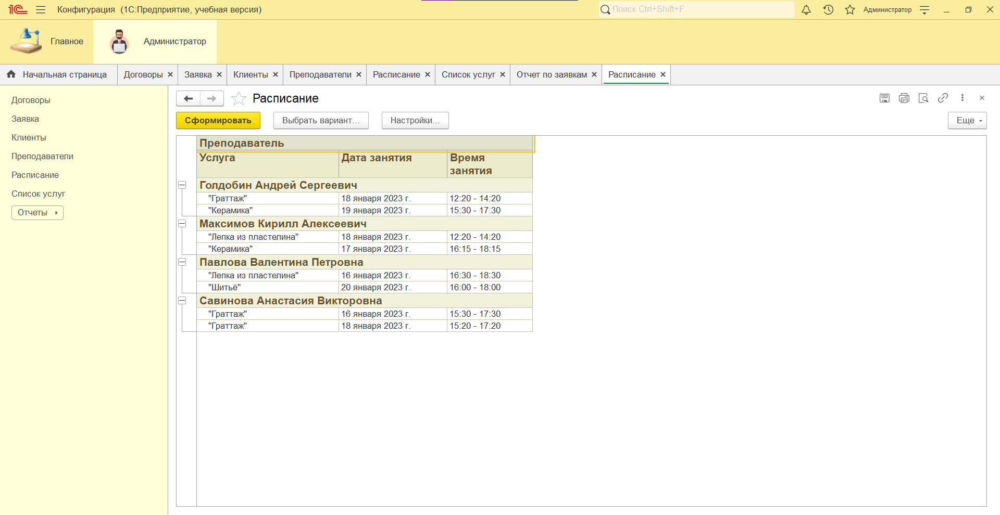 1С Конфигурация (1С:Предприятие, учебная версия) Поиск Ctrl+Shift+F Администратор
Главное Администратор
Начальная страница Договоры Заявка Клиенты Преподаватели Расписание Список услуг Отчет по заявкам Расписание
Договоры
Заявка
Клиенты
Преподаватели
Расписание
Список услуг
Отчеты
Расписание
Сформировать Выбрать вариант... Настройки... Еще
Преподаватель
Услуга Дата занятия Время занятия
Голдобин Андрей Сергеевич
"Граттаж" 18 января 2023 г. 12:20 - 14:20
"Керамика" 19 января 2023 г. 15:30 - 17:30
Максимов Кирилл Алексеевич
"Лепка из пластелина" 18 января 2023 г. 12:20 - 14:20
"Керамика" 17 января 2023 г. 16:15 - 18:15
Павлова Валентина Петровна
"Лепка из пластелина" 16 января 2023 г. 16:30 - 18:30
"Шитьё" 20 января 2023 г. 16:00 - 18:00
Савинова Анастасия Викторовна
"Граттаж" 16 января 2023 г. 15:30 - 17:30
"Граттаж" 18 января 2023 г. 15:20 - 17:20